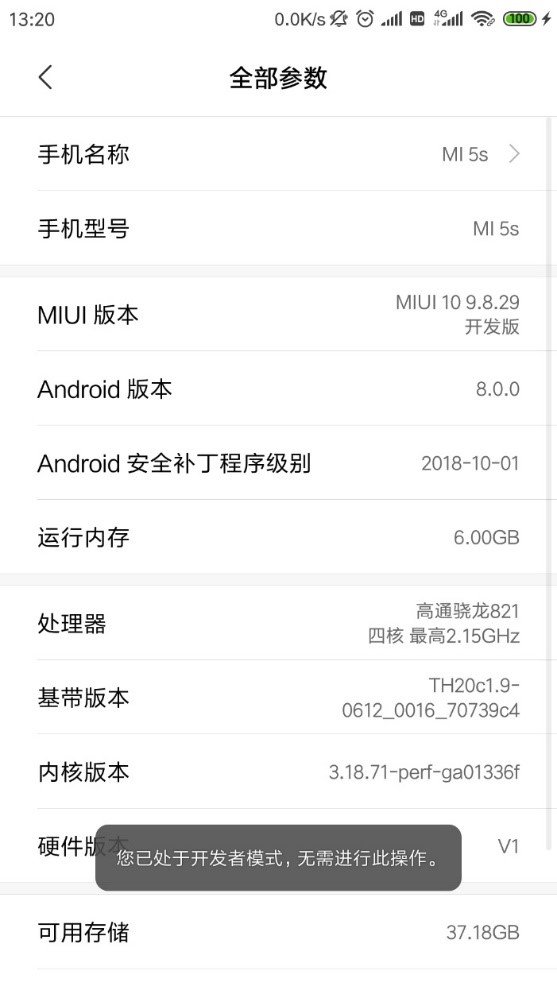 13:20 0.0K/s HD 4G 100
全部参数
手机名称 MI 5s
手机型号 MI 5s
MIUI 版本 MIUI 10 9.8.29
开发版
Android 版本 8.0.0
Android 安全补丁程序级别 2018-10-01
运行内存 6.00GB
处理器 高通骁龙821
四核 最高2.15GHz
基带版本 TH20c1.9-
0612_0016_70739c4
内核版本 3.18.71-perf-ga01336f
硬件版本 V1
您已处于开发者模式，无需进行此操作。
可用存储 37.18GB